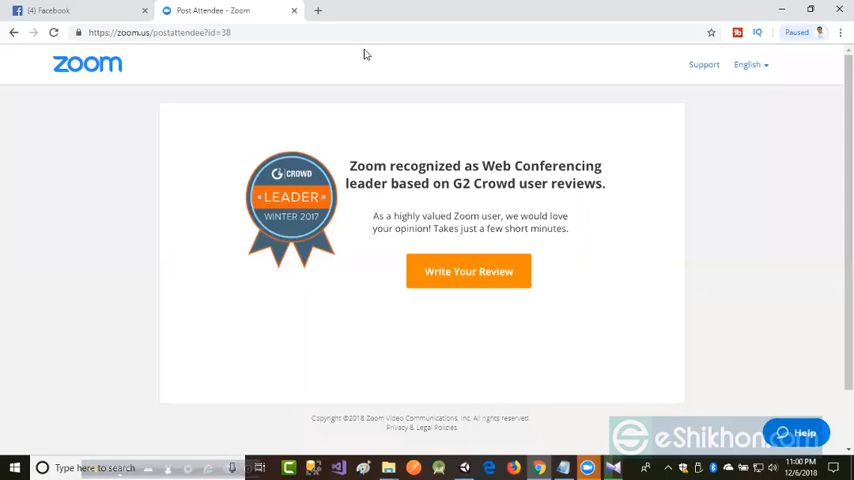 (4) Facebook
Post Attendee - Zoom
https://zoom.us/postattendee?id=38
IQ
Paused
zoom
Support
English
G CROWD
LEADER
WINTER 2017
Zoom recognized as Web Conferencing
leader based on G2 Crowd user reviews.
As a highly valued Zoom user, we would love
your opinion! Takes just a few short minutes.
Write Your Review
Copyright ©2018 Zoom Video Communications, Inc. All rights reserved.
Privacy & Legal Policies
eShikhon.com
Help
Type here to search
11:00 PM
12/6/2018